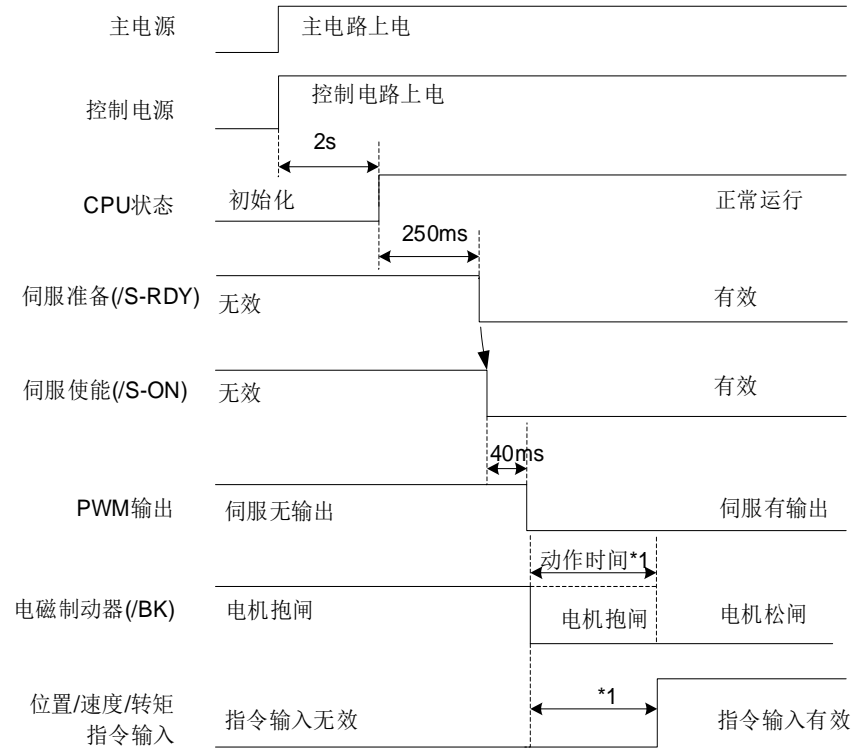 主电源
主电路上电
控制电源
控制电路上电
2s
CPU状态
初始化
正常运行
250ms
伺服准备(/S-RDY)
无效
有效
伺服使能(/S-ON)
无效
有效
40ms
PWM输出
伺服无输出
伺服有输出
动作时间*1
电磁制动器(/BK)
电机抱闸
电机抱闸
电机松闸
*1
位置/速度/转矩
指令输入
指令输入无效
指令输入有效